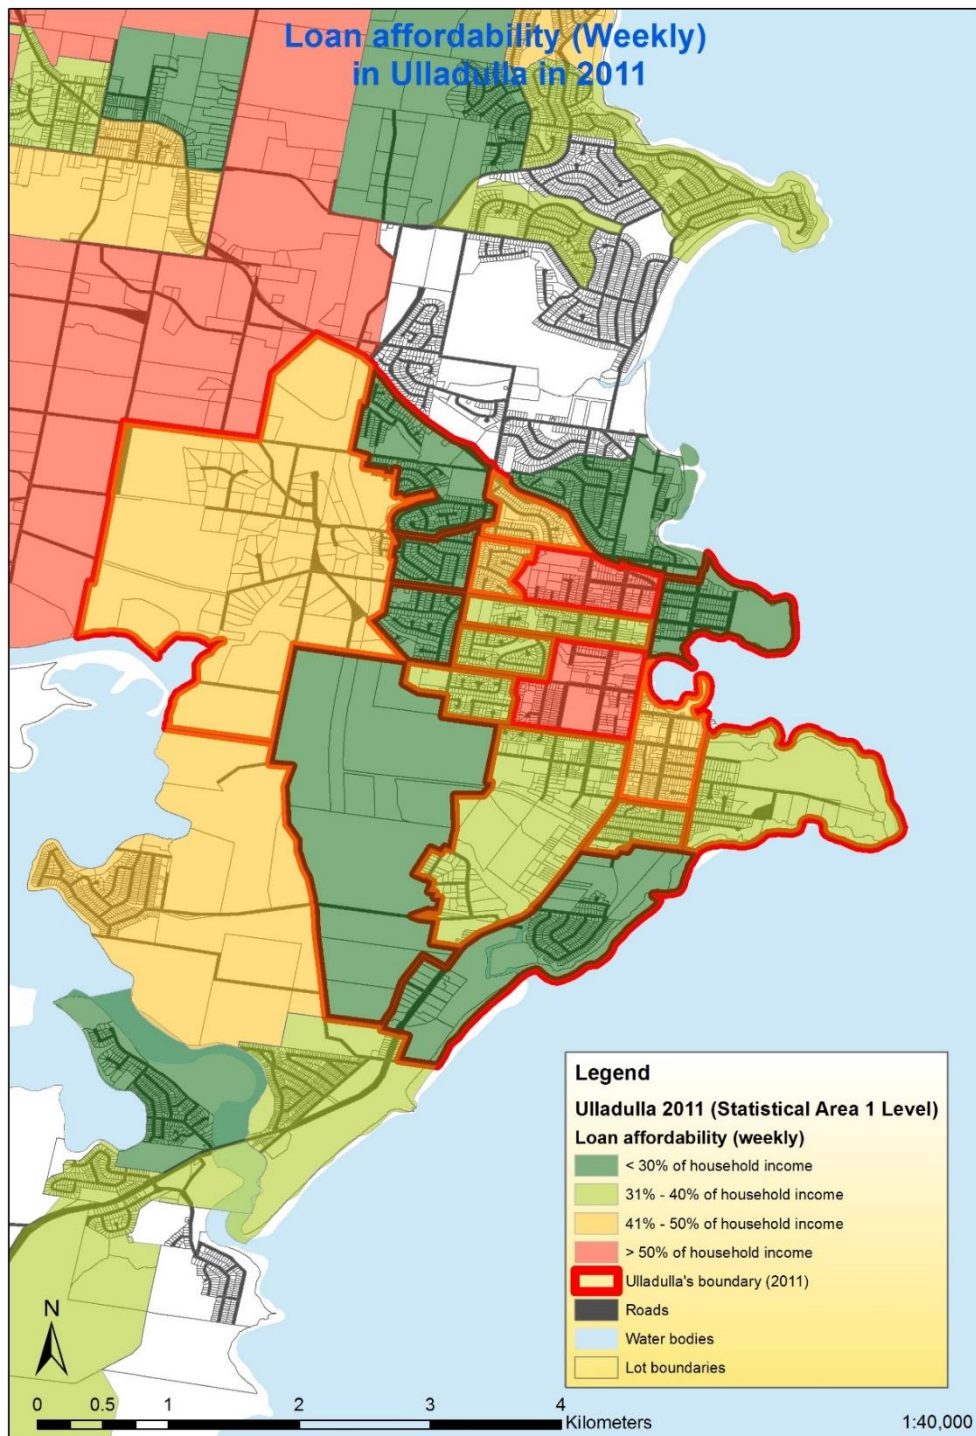 Loan affordability (Weekly)
in Ulladulla in 2011
Legend
Ulladulla 2011 (Statistical Area 1 Level)
Loan affordability (weekly)
< 30% of household income
31% - 40% of household income
41% - 50% of household income
> 50% of household income
Ulladulla's boundary (2011)
Roads
Water bodies
Lot boundaries
N
0 0.5 1 2 3 4
Kilometers
1:40,000